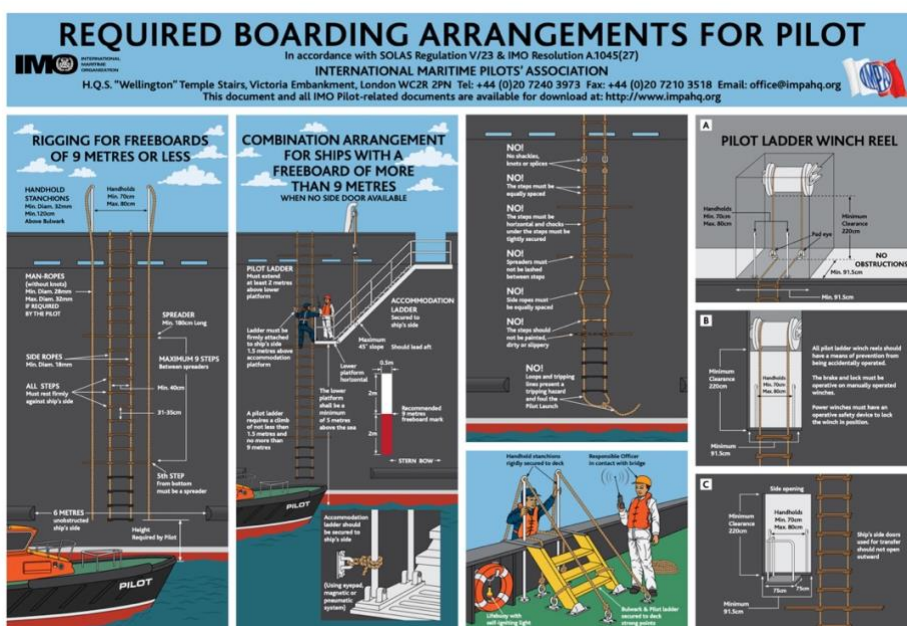 REQUIRED BOARDING ARRANGEMENTS FOR PILOT
In accordance with SOLAS Regulation V/23 & IMO Resolution A.1045(27)
IMO
INTERNATIONAL
MARITIME
ORGANIZATION
INTERNATIONAL MARITIME PILOTS' ASSOCIATION
H.Q.S. "Wellington" Temple Stairs, Victoria Embankment, London WC2R 2PN Tel: +44 (0)20 7240 3973 Fax: +44 (0)20 7210 3518 Email: office@impahq.org
This document and all IMO Pilot-related documents are available for download at: http://www.impahq.org
IMPA
RIGGING FOR FREEBOARDS
OF 9 METRES OR LESS
HANDHOLD
STANCHIONS
Min. Diam. 32mm
Min.120cm
Above Bulwark
Handholds
Min. 70cm
Max. 80cm
MAN-ROPES
(without knots)
Min. Diam. 28mm
Max. Diam. 32mm
IF REQUIRED
BY THE PILOT
SPREADER
Min. 180cm Long
SIDE ROPES
Min. Diam. 18mm
MAXIMUM 9 STEPS
Between spreaders
ALL STEPS
Must rest firmly
against ship's side
Min. 40cm
31-35cm
5th STEP
From bottom
must be a spreader
6 METRES
unobstructed
ship's side
Height
Required by Pilot
PILOT
COMBINATION ARRANGEMENT
FOR SHIPS WITH A
FREEBOARD OF MORE
THAN 9 METRES
WHEN NO SIDE DOOR AVAILABLE
PILOT LADDER
Must extend
at least 2 metres
above lower
platform
ACCOMMODATION
LADDER
Secured to
ship's side
Ladder must be
firmly attached to
ship's side
1.5 metres above
accommodation
platform
Maximum
45° slope
Should lead aft
Lower
platform
horizontal
0.5m
2m
2m
The lower
platform
shall be a
minimum
of 5 metres
above the sea
Recommended
9 metres
freeboard mark
A pilot ladder
requires a climb
of not less than
1.5 metres and
no more than
9 metres
STERN BOW
Accommodation
ladder should
be secured to
ship's side
(Using eyepad,
magnetic or
pneumatic
system)
PILOT
NO!
No shackles,
knots or splices
NO!
The steps must be
equally spaced
NO!
The steps must be
horizontal and chocks
under the steps must be
tightly secured
NO!
Spreaders must
not be lashed
between steps
NO!
Side ropes must
be equally spaced
NO!
The steps should
not be painted,
dirty or slippery
NO!
Loops and tripping
lines present a
tripping hazard
and foul the
Pilot Launch
Handhold stanchions
rigidly secured to deck
Responsible Officer
in contact with bridge
Lifebuoy with
self-igniting light
Bulwark & Pilot ladder
secured to deck
strong points
A
PILOT LADDER WINCH REEL
Handholds
Min. 70cm
Max. 80cm
Minimum
Clearance
220cm
Pad eye
NO
OBSTRUCTIONS
Min. 91.5cm
Min. 91.5cm
B
Minimum
Clearance
220cm
Handholds
Min. 70cm
Max. 80cm
Minimum
91.5cm
All pilot ladder winch reels should
have a means of prevention from
being accidentally operated.
The brake and lock must be
operative on manually operated
winches.
Power winches must have an
operative safety device to lock
the winch in position.
C
Side opening
Minimum
Clearance
220cm
Handholds
Min. 70cm
Max. 80cm
Ship's side doors
used for transfer
should not open
outward
75cm
75cm
Minimum
91.5cm